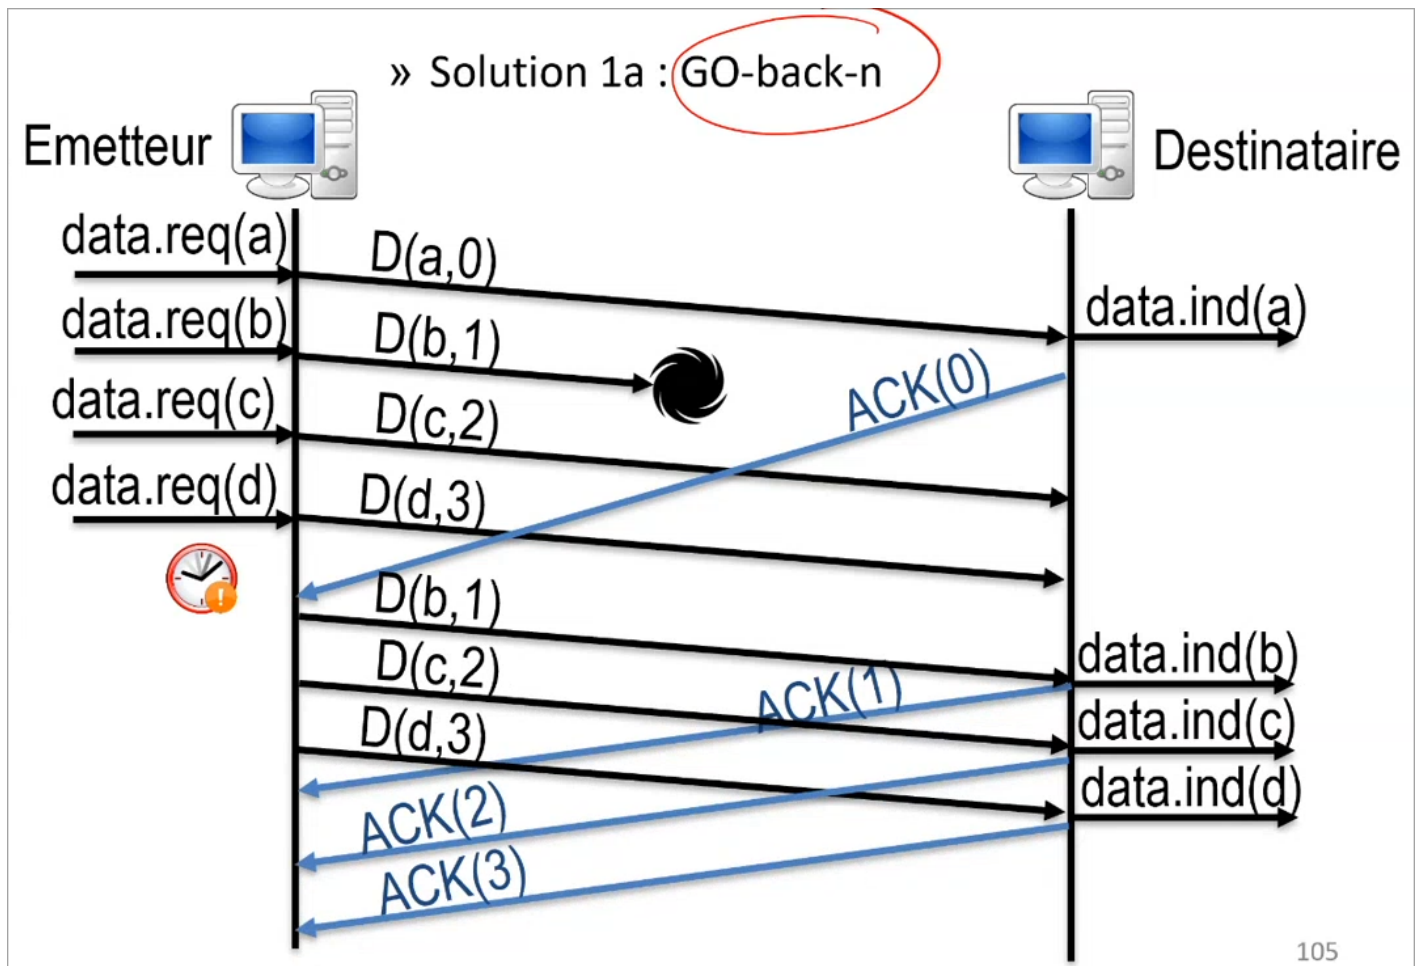 » Solution 1a : GO-back-n
Emetteur
Destinataire
data.req(a)
D(a,0)
data.ind(a)
data.req(b)
D(b,1)
ACK(0)
data.req(c)
D(c,2)
data.req(d)
D(d,3)
!
D(b,1)
data.ind(b)
D(c,2)
ACK(1)
data.ind(c)
D(d,3)
data.ind(d)
ACK(2)
ACK(3)
105